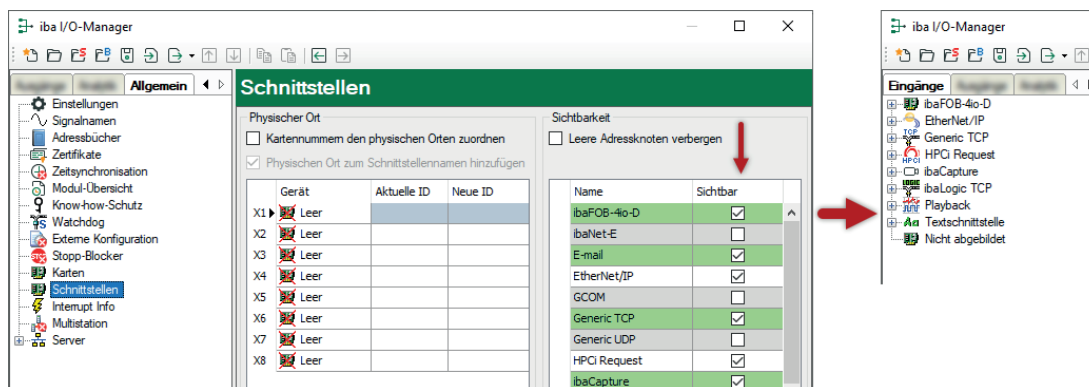 iba I/O-Manager
Allgemein
Einstellungen
Signalnamen
Adressbücher
Zertifikate
Zeitsynchronisation
Modul-Übersicht
Know-how-Schutz
Watchdog
Externe Konfiguration
Stopp-Blocker
Karten
Schnittstellen
Interrupt Info
Multistation
Server
Schnittstellen
Physischer Ort
Kartennummern den physischen Orten zuordnen
Physischen Ort zum Schnittstellennamen hinzufügen
Gerät Aktuelle ID Neue ID
X1 Leer
X2 Leer
X3 Leer
X4 Leer
X5 Leer
X6 Leer
X7 Leer
X8 Leer
Sichtbarkeit
Leere Adressknoten verbergen
Name Sichtbar
ibaFOB-4io-D
ibaNet-E
E-mail
EtherNet/IP
GCOM
Generic TCP
Generic UDP
HPCi Request
ibaCapture
iba I/O-Manager
Eingänge
ibaFOB-4io-D
EtherNet/IP
Generic TCP
HPCi Request
ibaCapture
ibaLogic TCP
Playback
Textschnittstelle
Nicht abgebildet